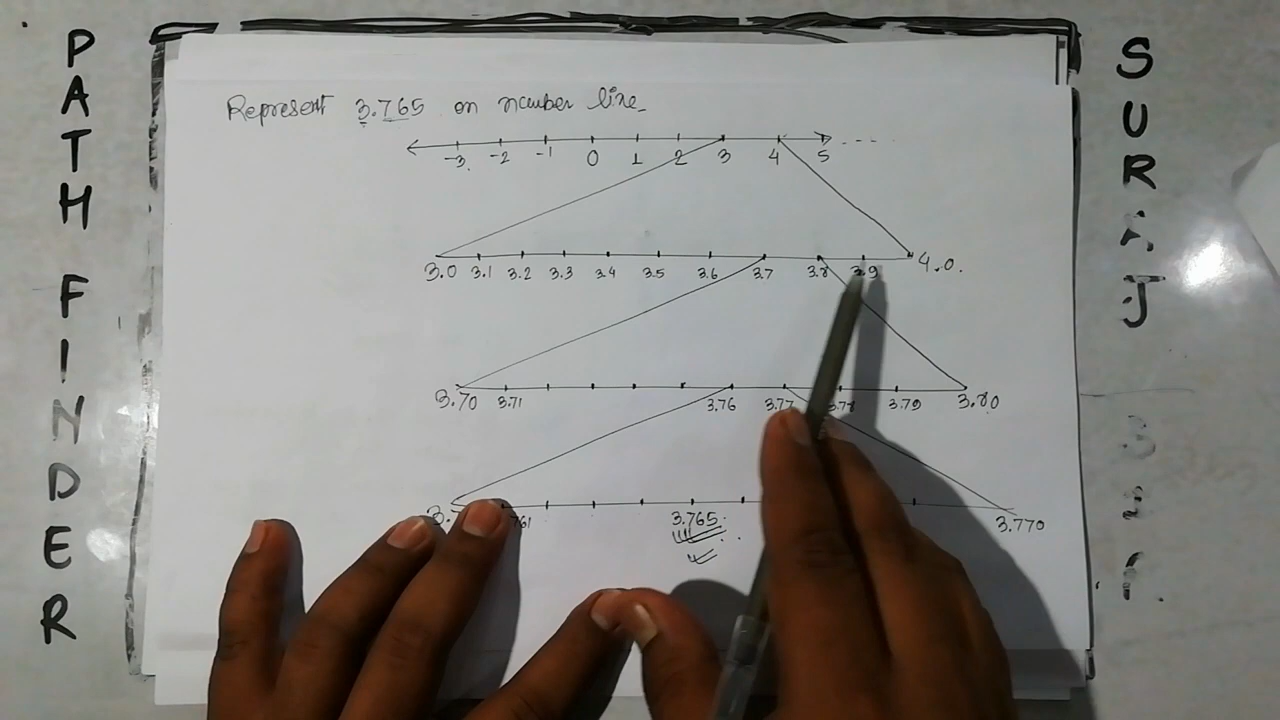 PATH FINDER
Represent 3.765 on number line
-3 -2 -1 0 1 2 3 4 5
3.0 3.1 3.2 3.3 3.4 3.5 3.6 3.7 3.8 3.9 4.0
3.70 3.71 3.76 3.77 3.78 3.79 3.80
3.765 3.770
SURAJ